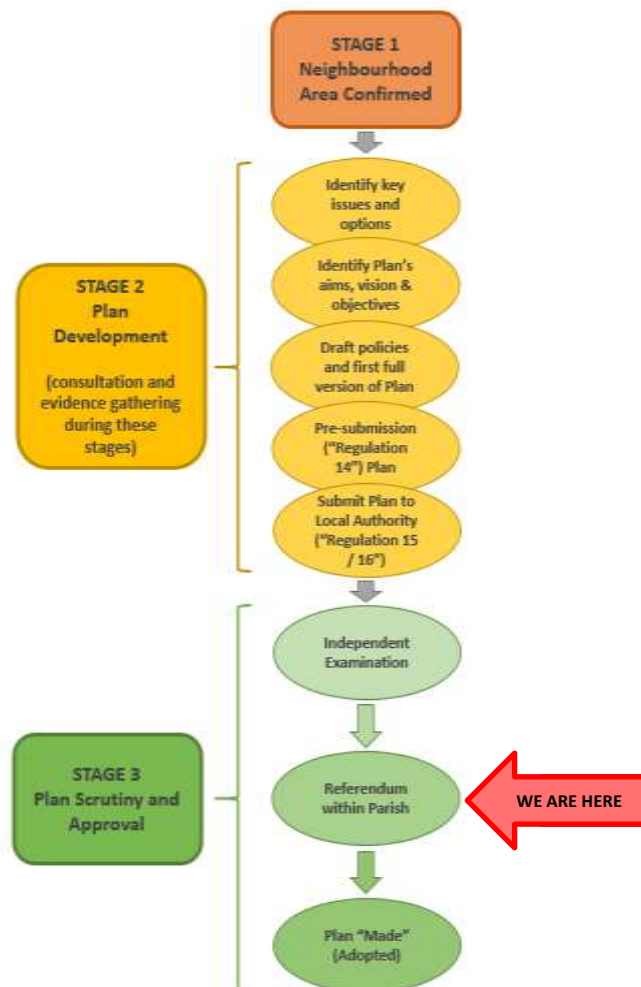 STAGE 1
Neighbourhood
Area Confirmed
Identify key
issues and
options
Identify Plan's
aims, vision &
objectives
STAGE 2
Plan
Development
(consultation and
evidence gathering
during these
stages)
Draft policies
and first full
version of Plan
Pre-submission
("Regulation
14") Plan
Submit Plan to
Local Authority
("Regulation 15
/ 16")
Independent
Examination
STAGE 3
Plan Scrutiny and
Approval
Referendum
within Parish
WE ARE HERE
Plan "Made"
(Adopted)